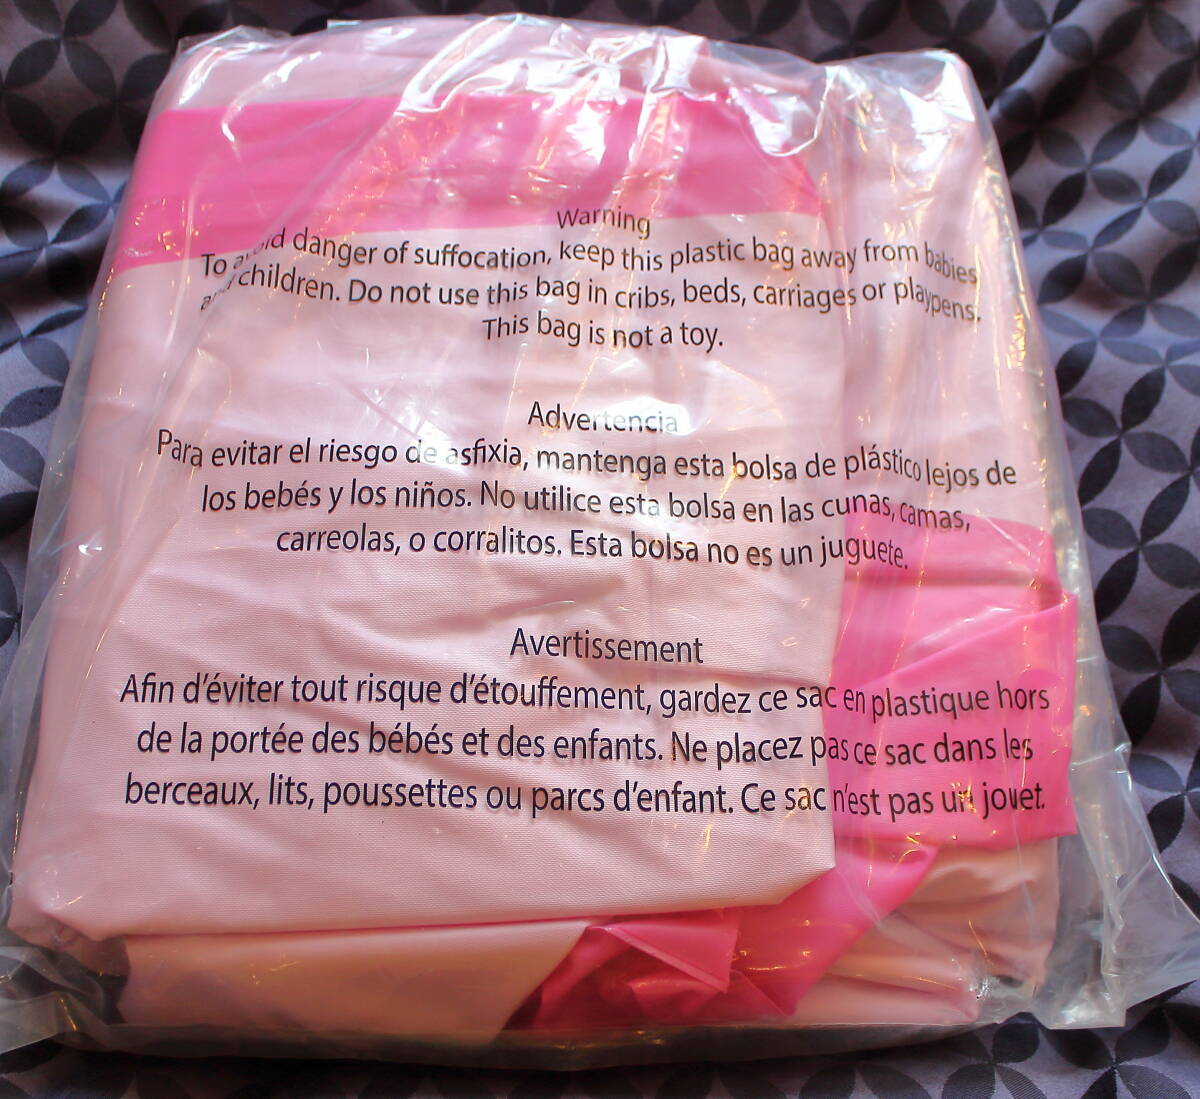 Warning
To avoid danger of suffocation, keep this plastic bag away from babies
and children. Do not use this bag in cribs, beds, carriages or playpens.
This bag is not a toy.
Advertencia
Para evitar el riesgo de asfixia, mantenga esta bolsa de plástico lejos de
los bebés y los niños. No utilice esta bolsa en las cunas, camas,
carreolas, o corralitos. Esta bolsa no es un juguete.
Avertissement
Afin d'éviter tout risque d'étouffement, gardez ce sac en plastique hors
de la portée des bébés et des enfants. Ne placez pas ce sac dans les
berceaux, lits, poussettes ou parcs d'enfant. Ce sac n'est pas un jouet.